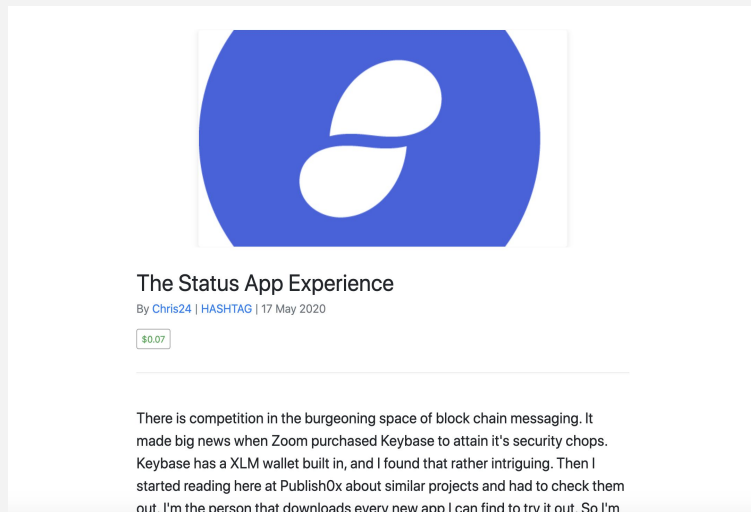 The Status App Experience
By Chris24 | HASHTAG | 17 May 2020
$0.07
There is competition in the burgeoning space of block chain messaging. It
made big news when Zoom purchased Keybase to attain it's security chops.
Keybase has a XLM wallet built in, and I found that rather intriguing. Then I
started reading here at Publish0x about similar projects and had to check them
out. I'm the person that downloads every new app I can find to try it out. So I'm